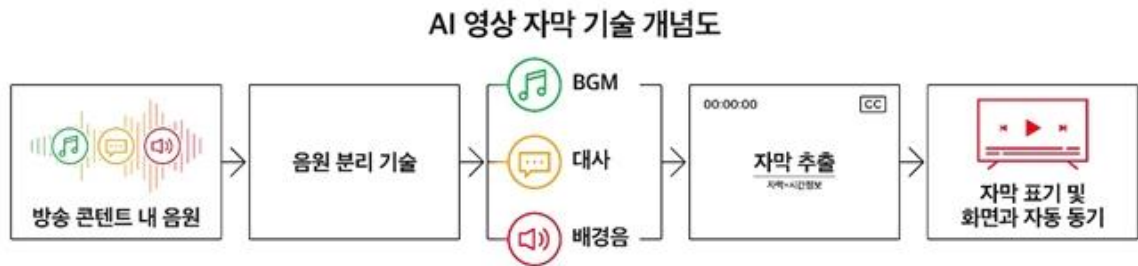 AI 영상 자막 기술 개념도
방송 콘텐트 내 음원
음원 분리 기술
BGM
대사
배경음
00:00:00
CC
자막 추출
자막+시간정보
자막 표기 및
화면과 자동 동기